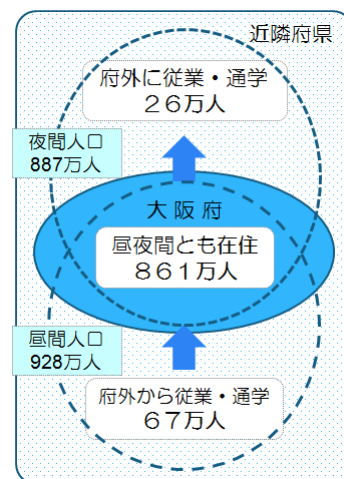 近隣府県
府外に従業・通学
26万人
夜間人口
887万人
大阪府
昼夜間とも在住
861万人
昼間人口
928万人
府外から従業・通学
67万人